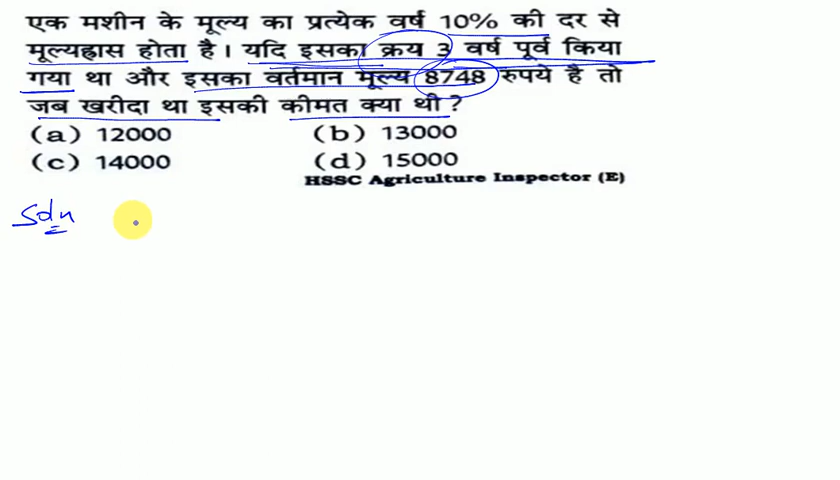 एक मशीन के मूल्य का प्रत्येक वर्ष 10% की दर से
मूल्यह्रास होता है। यदि इसका क्रय 3 वर्ष पूर्व किया
गया था और इसका वर्तमान मूल्य 8748 रुपये है तो
जब खरीदा था इसकी कीमत क्या थी ?
(a) 12000 (b) 13000
(c) 14000 (d) 15000
HSSC Agriculture Inspector (E)
Soln